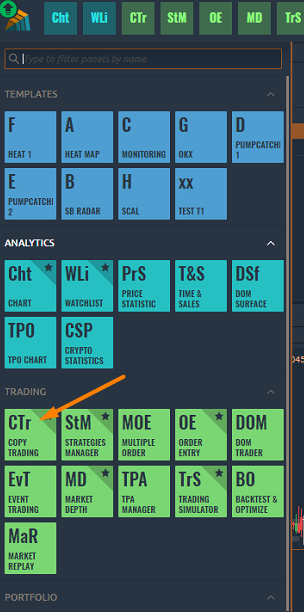 Cht WLi CTr StM OE MD TrS
Type to filter panels by name
TEMPLATES
F A C G D
HEAT 1 HEAT MAP MONITORING OKX PUMPCATCHI
1
E B H xx
PUMPCATCHI SB RADAR SCAL TEST T1
2
ANALYTICS
Cht WLi PrS T&S DSf
CHART WATCHLIST PRICE STATISTIC TIME & SALES DOM SURFACE
TPO CSP
TPO CHART CRYPTO STATISTICS
TRADING
CTr StM MOE OE DOM
COPY TRADING STRATEGIES MANAGER MULTIPLE ORDER ORDER ENTRY DOM TRADER
EvT MD TPA TrS BO
EVENT TRADING MARKET DEPTH TPA MANAGER TRADING SIMULATOR BACKTEST & OPTIMIZE
MaR
MARKET REPLAY
PORTFOLIO